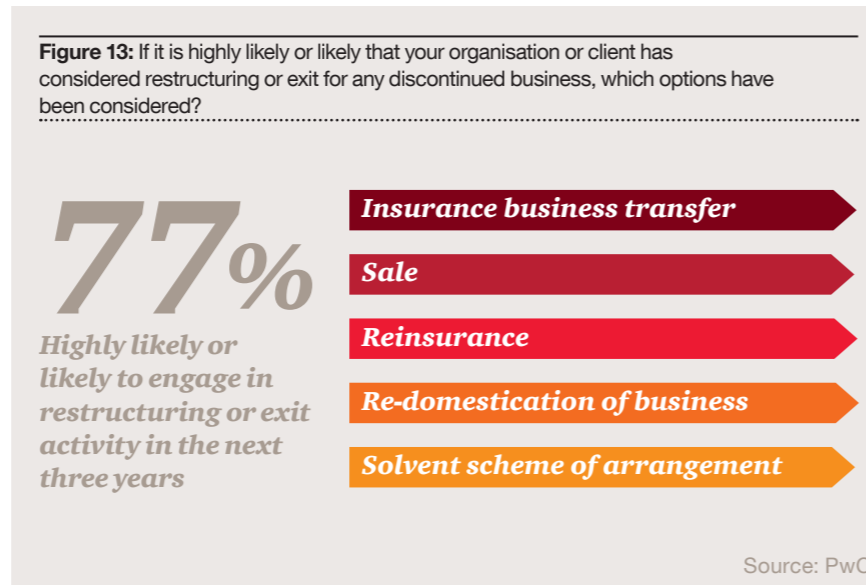 Figure 13: If it is highly likely or likely that your organisation or client has
considered restructuring or exit for any discontinued business, which options have
been considered?
77%
Highly likely or
likely to engage in
restructuring or exit
activity in the next
three years
Insurance business transfer
Sale
Reinsurance
Re-domestication of business
Solvent scheme of arrangement
Source: PwC